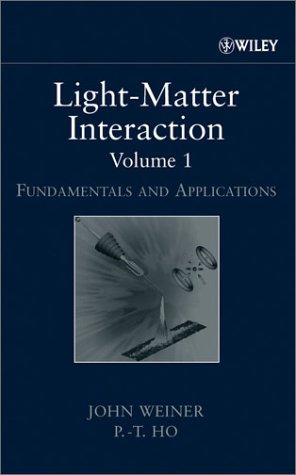 WILEY
Light-Matter
Interaction
Volume 1
FUNDAMENTALS AND APPLICATIONS
JOHN WEINER
P.-T. HO